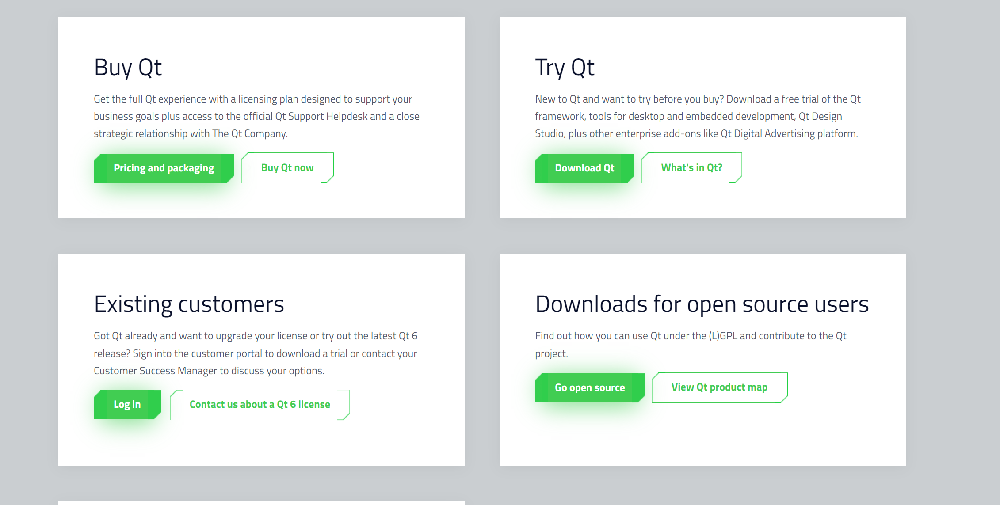 Buy Qt
Get the full Qt experience with a licensing plan designed to support your
business goals plus access to the official Qt Support Helpdesk and a close
strategic relationship with The Qt Company.
Pricing and packaging
Buy Qt now
Try Qt
New to Qt and want to try before you buy? Download a free trial of the Qt
framework, tools for desktop and embedded development, Qt Design
Studio, plus other enterprise add-ons like Qt Digital Advertising platform.
Download Qt
What's in Qt?
Existing customers
Got Qt already and want to upgrade your license or try out the latest Qt 6
release? Sign into the customer portal to download a trial or contact your
Customer Success Manager to discuss your options.
Log in
Contact us about a Qt 6 license
Downloads for open source users
Find out how you can use Qt under the (L)GPL and contribute to the Qt
project.
Go open source
View Qt product map